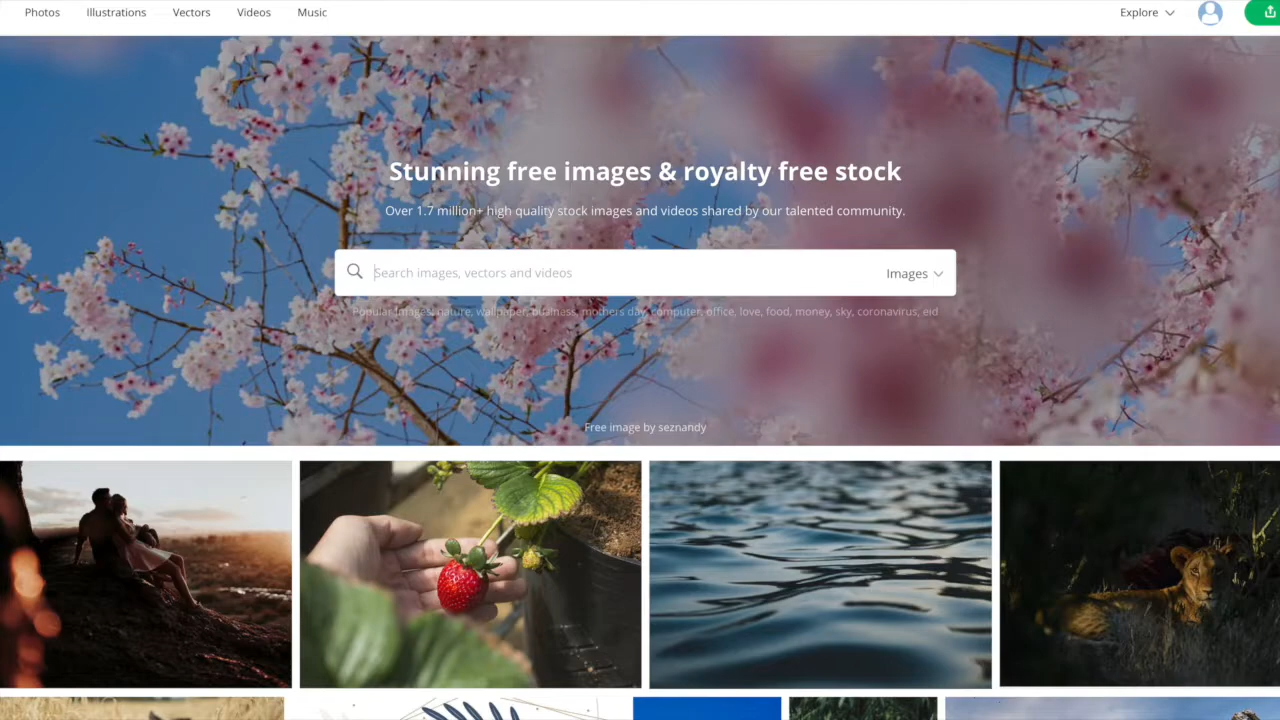 Photos Illustrations Vectors Videos Music Explore
Stunning free images & royalty free stock
Over 1.7 million+ high quality stock images and videos shared by our talented community.
Search images, vectors and videos Images
Popular Images: nature, wallpaper, business, mothers day, computer, office, love, food, money, sky, coronavirus, eid
Free image by seznandy